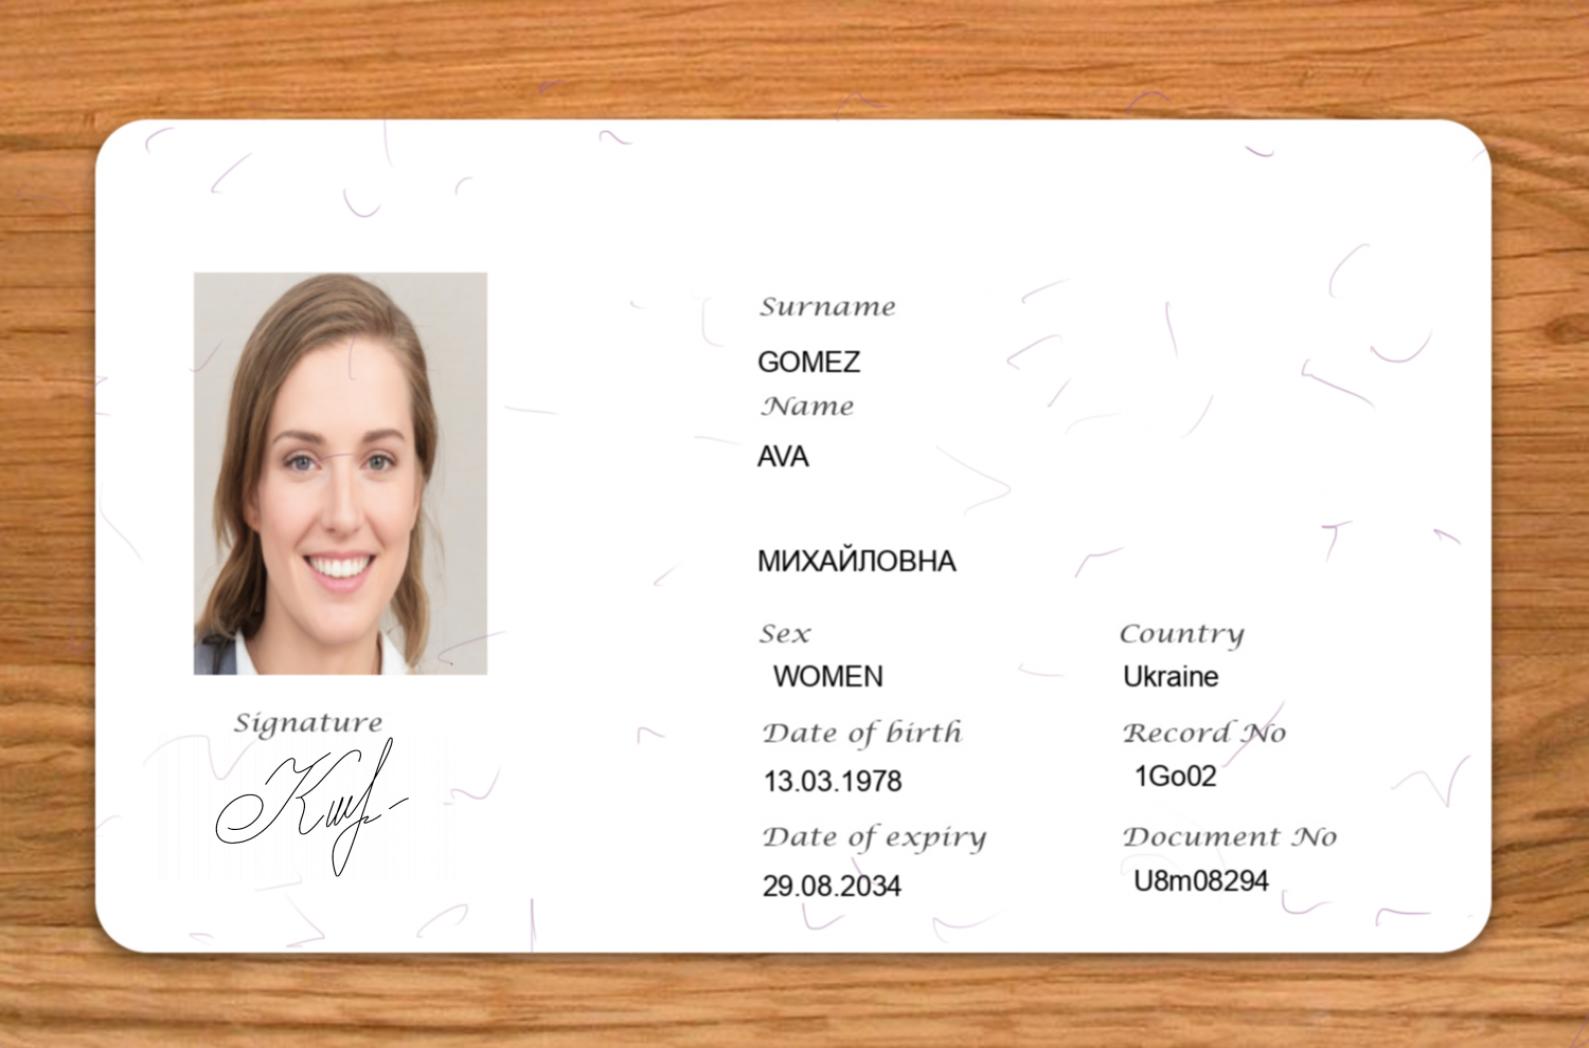 Surname
GOMEZ
Name
AVA
МИХАЙЛОВНА
Sex
WOMEN
Country
Ukraine
Date of birth
13.03.1978
Record No
1Go02
Date of expiry
29.08.2034
Document No
U8m08294
Signature